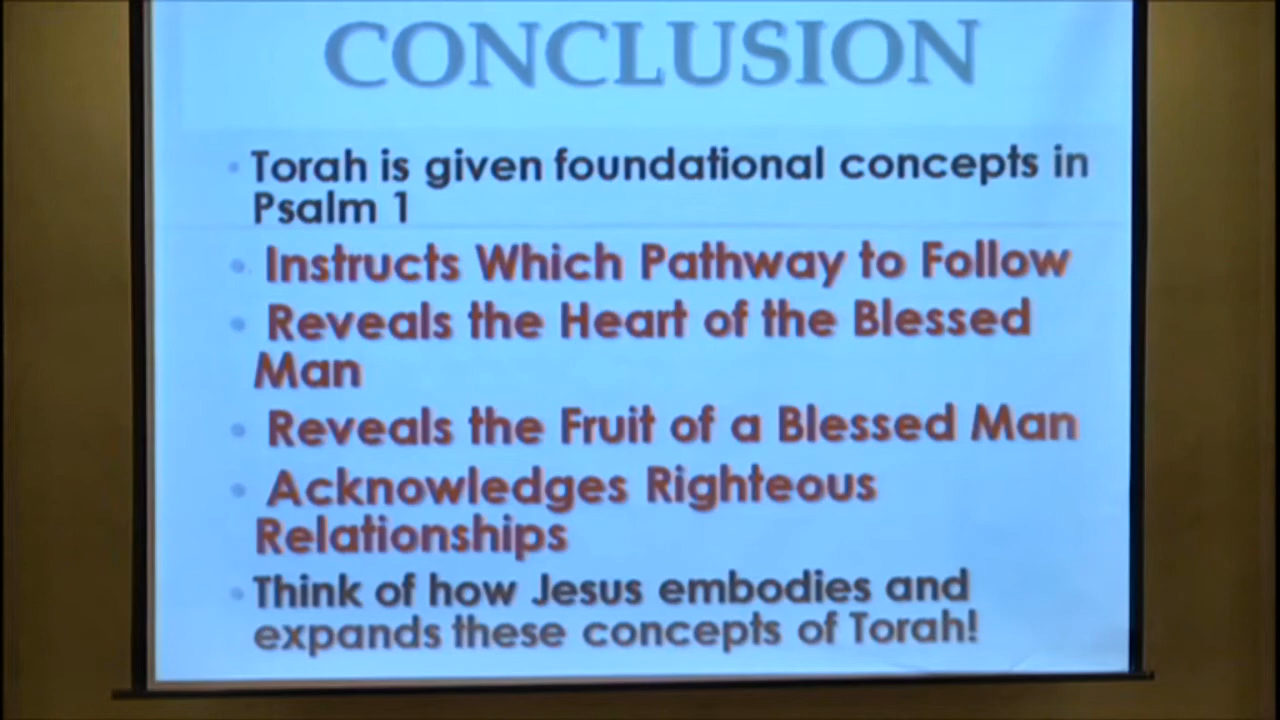 CONCLUSION
• Torah is given foundational concepts in
Psalm 1
• Instructs Which Pathway to Follow
• Reveals the Heart of the Blessed
Man
• Reveals the Fruit of a Blessed Man
• Acknowledges Righteous
Relationships
• Think of how Jesus embodies and
expands these concepts of Torah!